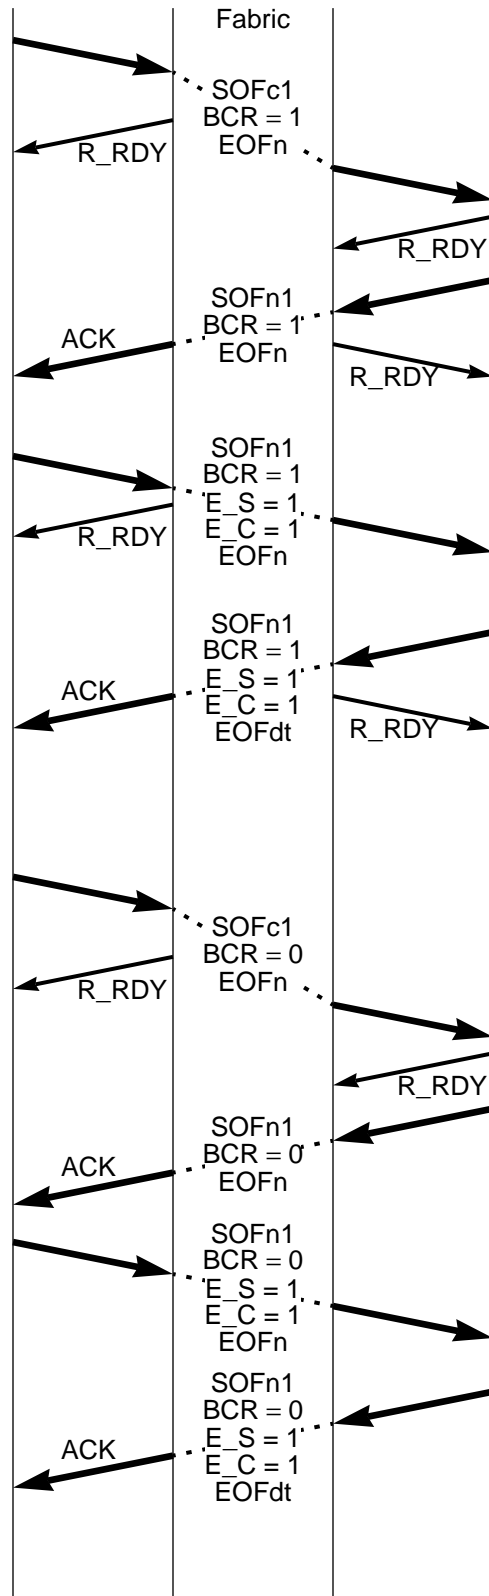 Fabric
SOFc1
BCR = 1
EOFn
R_RDY
R_RDY
SOFn1
BCR = 1
EOFn
ACK
R_RDY
SOFn1
BCR = 1
E_S = 1
E_C = 1
EOFn
R_RDY
SOFn1
BCR = 1
E_S = 1
E_C = 1
EOFdt
ACK
R_RDY
SOFc1
BCR = 0
EOFn
R_RDY
R_RDY
SOFn1
BCR = 0
EOFn
ACK
SOFn1
BCR = 0
E_S = 1
E_C = 1
EOFn
SOFn1
BCR = 0
E_S = 1
E_C = 1
EOFdt
ACK